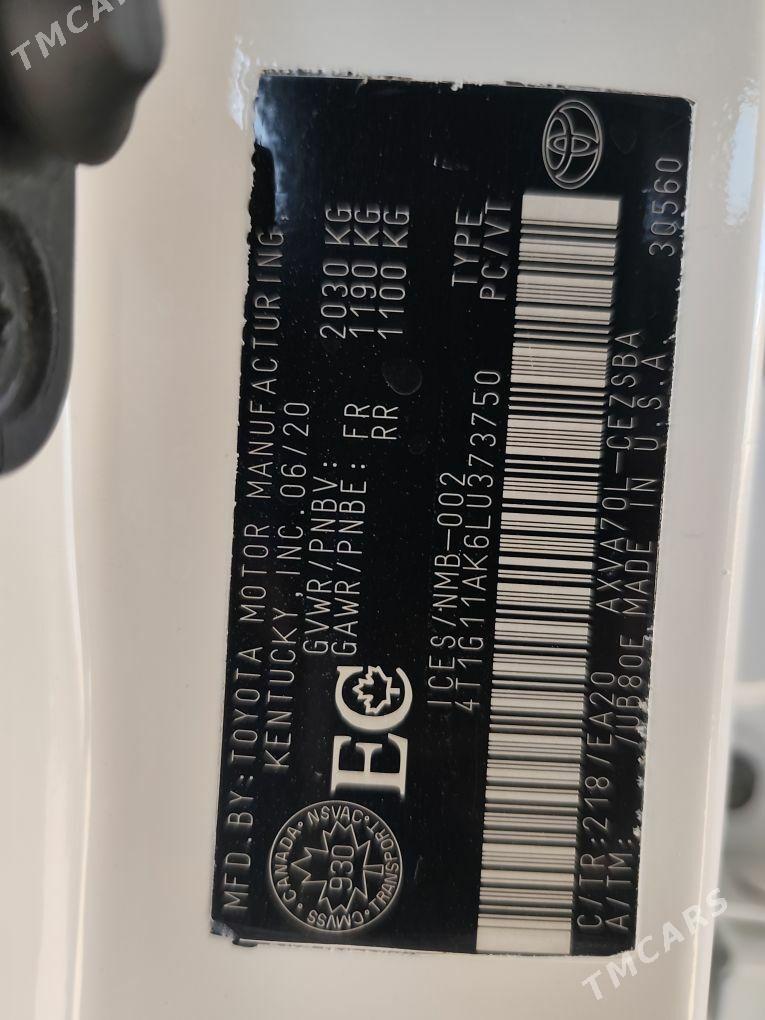 TMCARS
MFD.BY:TOYOTA MOTOR MANUFACTURING
KENTUCKY,INC.06/20
GVWR/PNBV: 2030 KG
GAWR/PNBE: FR 1190 KG
RR 1100 KG
CANADA · NSVAC · TRANSPORT · CMVSS
930
EC
ICES/NMB-002 TYPE
4T1G11AK6LU373750 PC/VT
C/TR:218/EA20 AXVA70L-CEZSBA
A/TM: /UB80E MADE IN U.S.A. 30560
TMCARS